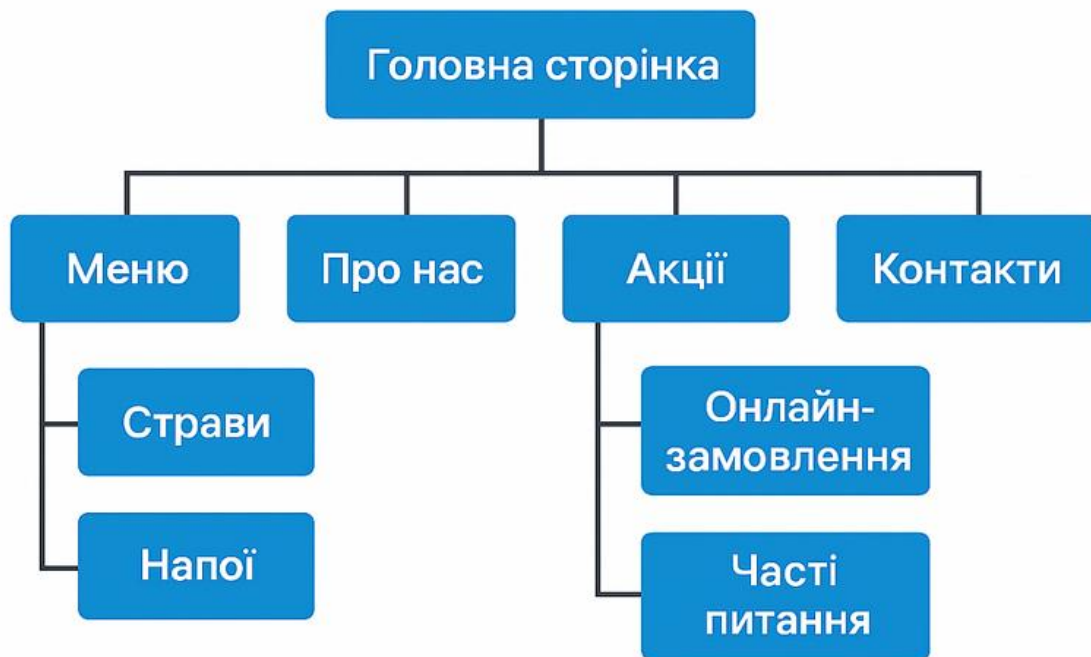 Головна сторінка
Меню
Про нас
Акції
Контакти
Страви
Напої
Онлайн-
замовлення
Часті
питання